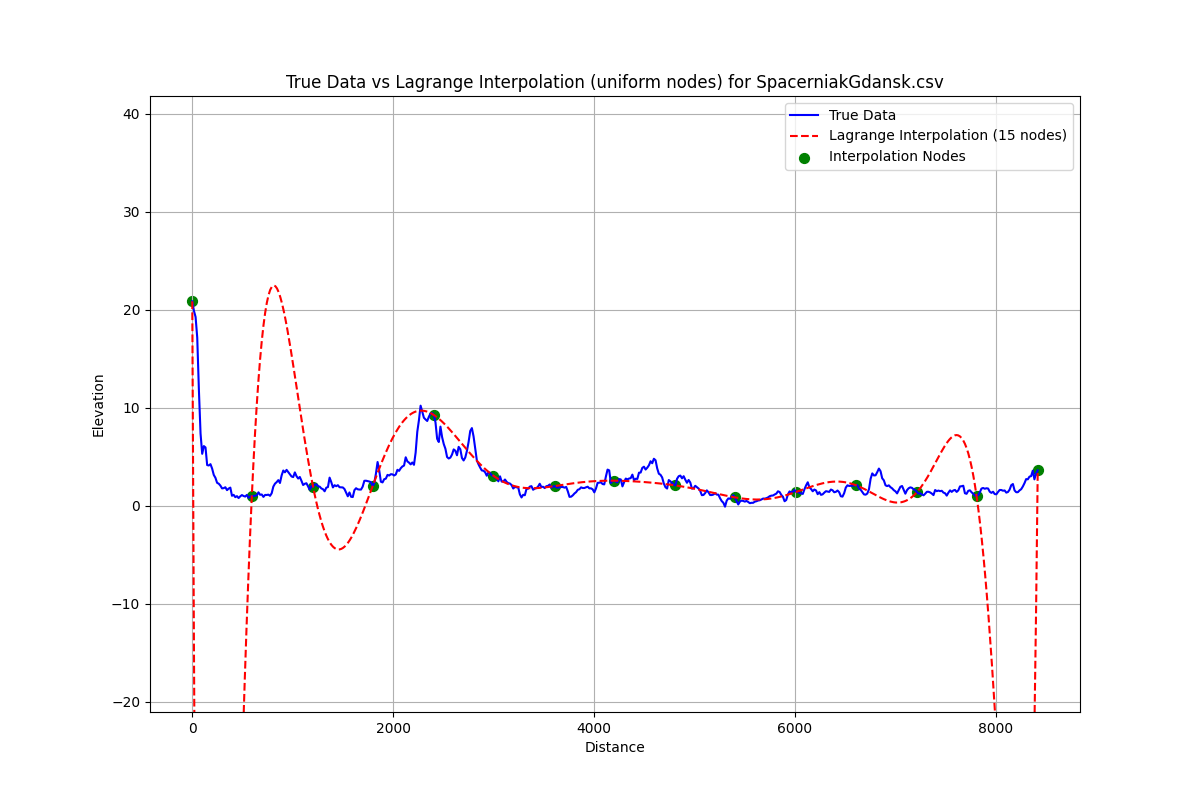 True Data vs Lagrange Interpolation (uniform nodes) for SpacerniakGdansk.csv
True Data
Lagrange Interpolation (15 nodes)
Interpolation Nodes
40
30
20
10
0
−10
−20
Elevation
0 2000 4000 6000 8000
Distance